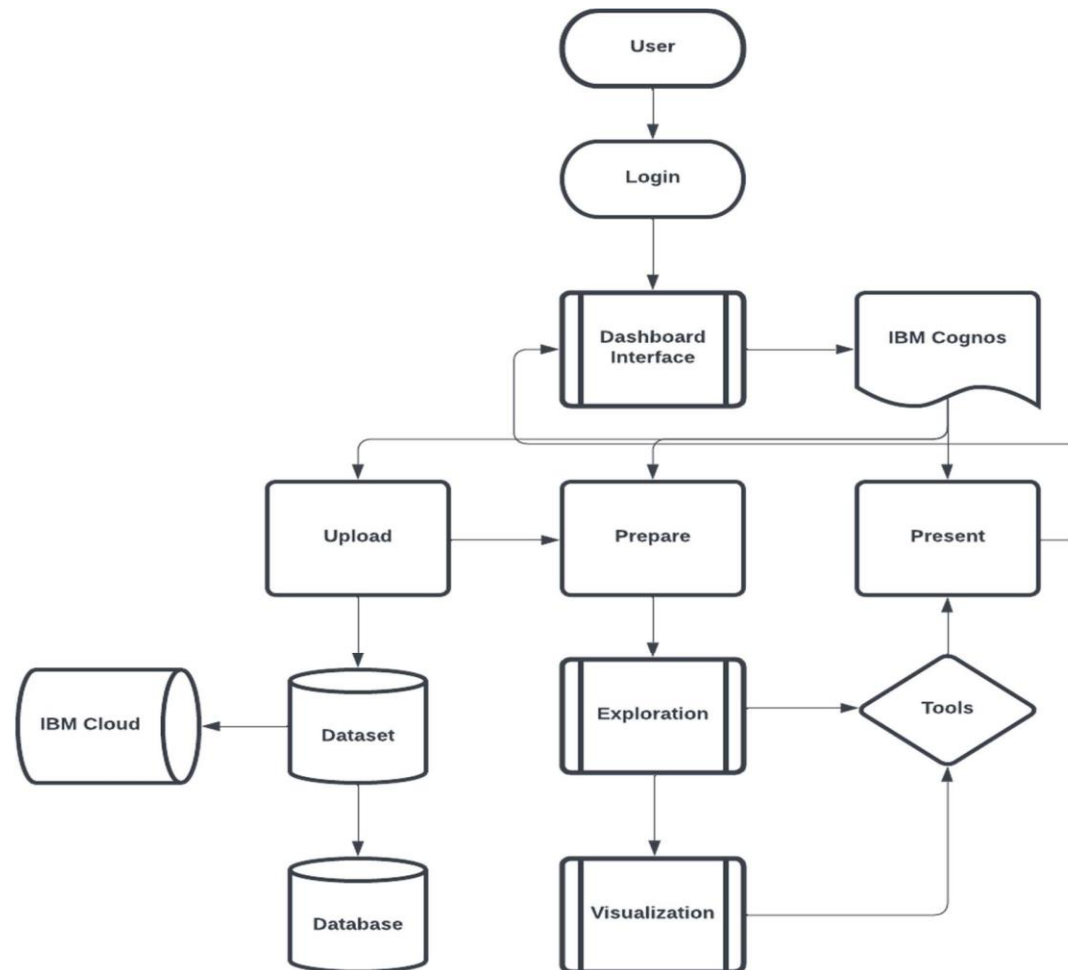 User
Login
Dashboard
Interface
IBM Cognos
Upload
Prepare
Present
IBM Cloud
Dataset
Exploration
Tools
Database
Visualization